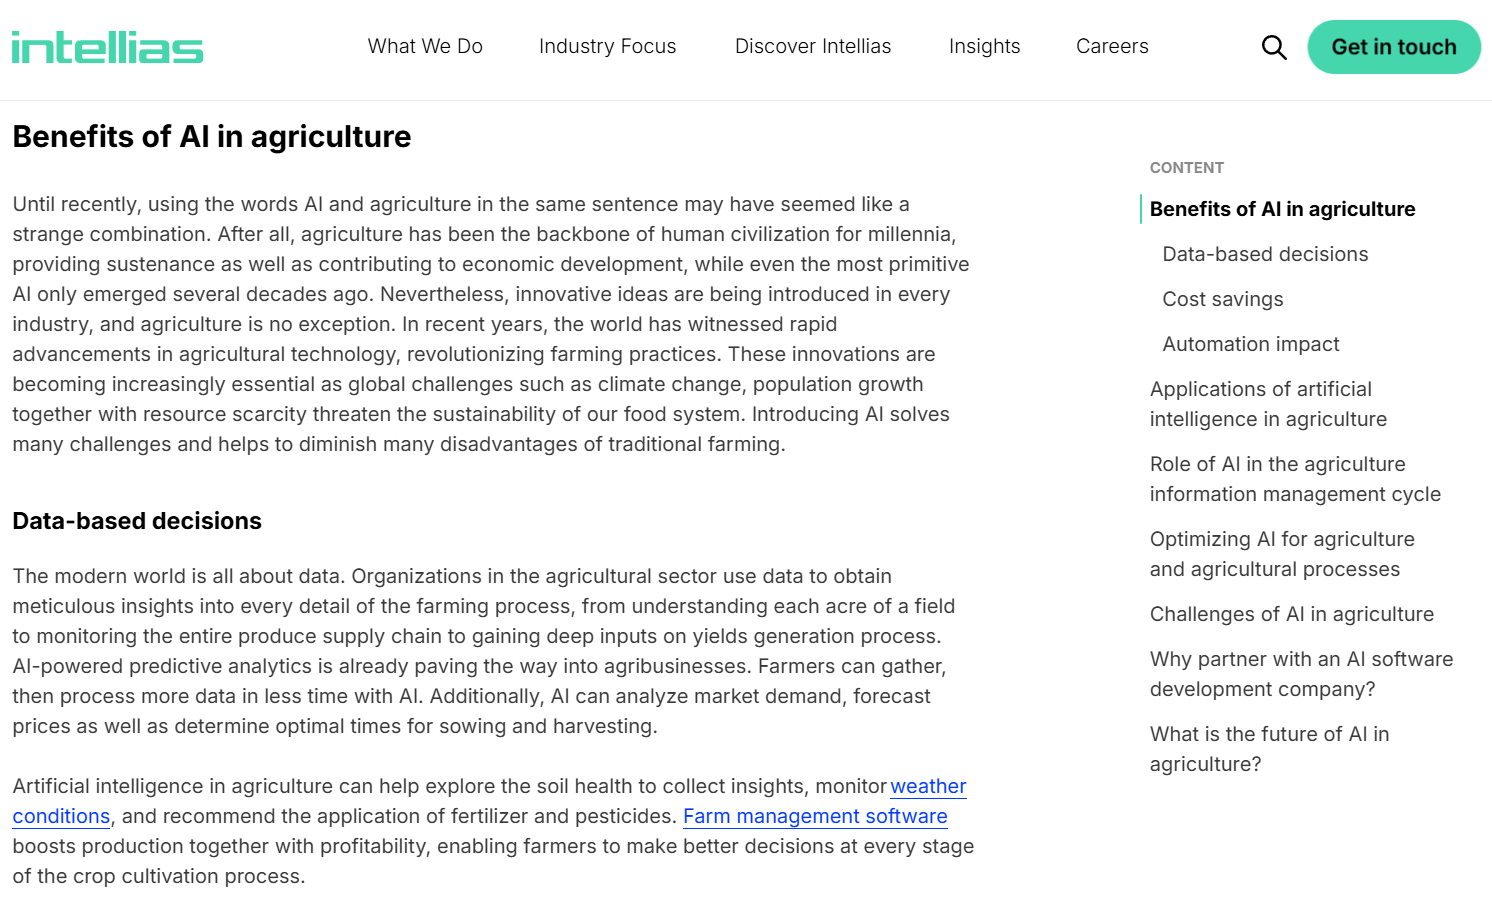 intellias
What We Do
Industry Focus
Discover Intellias
Insights
Careers
Get in touch
Benefits of AI in agriculture
Until recently, using the words AI and agriculture in the same sentence may have seemed like a
strange combination. After all, agriculture has been the backbone of human civilization for millennia,
providing sustenance as well as contributing to economic development, while even the most primitive
AI only emerged several decades ago. Nevertheless, innovative ideas are being introduced in every
industry, and agriculture is no exception. In recent years, the world has witnessed rapid
advancements in agricultural technology, revolutionizing farming practices. These innovations are
becoming increasingly essential as global challenges such as climate change, population growth
together with resource scarcity threaten the sustainability of our food system. Introducing AI solves
many challenges and helps to diminish many disadvantages of traditional farming.
Data-based decisions
The modern world is all about data. Organizations in the agricultural sector use data to obtain
meticulous insights into every detail of the farming process, from understanding each acre of a field
to monitoring the entire produce supply chain to gaining deep inputs on yields generation process.
AI-powered predictive analytics is already paving the way into agribusinesses. Farmers can gather,
then process more data in less time with AI. Additionally, AI can analyze market demand, forecast
prices as well as determine optimal times for sowing and harvesting.
Artificial intelligence in agriculture can help explore the soil health to collect insights, monitor weather
conditions, and recommend the application of fertilizer and pesticides. Farm management software
boosts production together with profitability, enabling farmers to make better decisions at every stage
of the crop cultivation process.
CONTENT
Benefits of AI in agriculture
Data-based decisions
Cost savings
Automation impact
Applications of artificial
intelligence in agriculture
Role of AI in the agriculture
information management cycle
Optimizing AI for agriculture
and agricultural processes
Challenges of AI in agriculture
Why partner with an AI software
development company?
What is the future of AI in
agriculture?